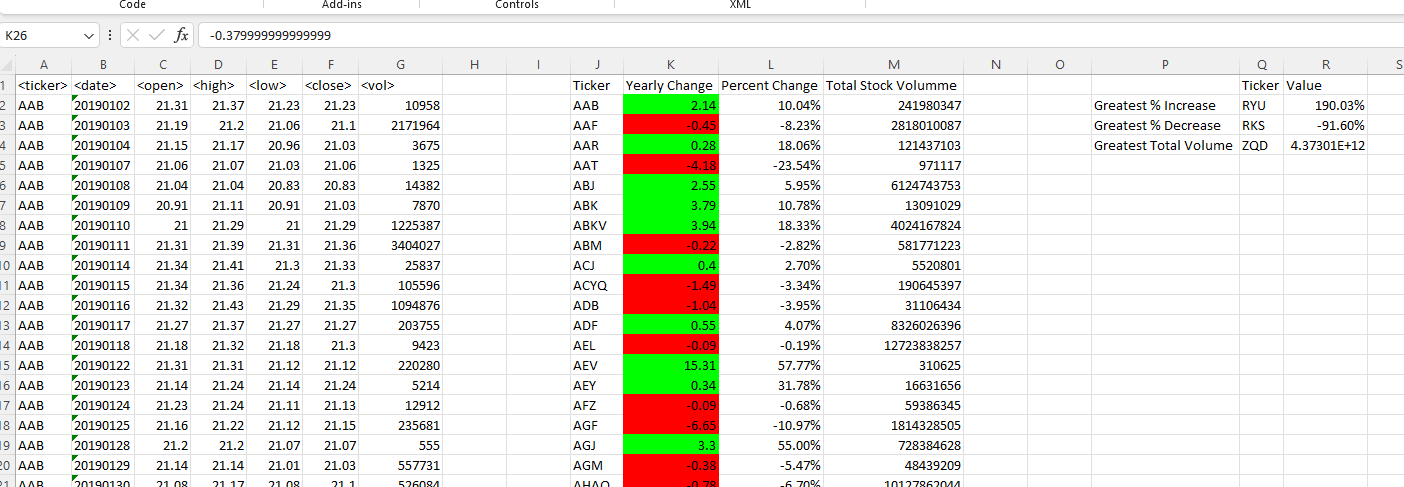 Code Add-ins Controls XML
K26 fx -0.379999999999999
A B C D E F G H I J K L M N O P Q R S
1 <ticker> <date> <open> <high> <low> <close> <vol> Ticker Yearly Change Percent Change Total Stock Volumme Ticker Value
2 AAB 20190102 21.31 21.37 21.23 21.23 10958 AAB 2.14 10.04% 241980347 Greatest % Increase RYU 190.03%
3 AAB 20190103 21.19 21.2 21.06 21.1 2171964 AAF -0.45 -8.23% 2818010087 Greatest % Decrease RKS -91.60%
4 AAB 20190104 21.15 21.17 20.96 21.03 3675 AAR 0.28 18.06% 121437103 Greatest Total Volume ZQD 4.37301E+12
5 AAB 20190107 21.06 21.07 21.03 21.06 1325 AAT -4.18 -23.54% 971117
6 AAB 20190108 21.04 21.04 20.83 20.83 14382 ABJ 2.55 5.95% 6124743753
7 AAB 20190109 20.91 21.11 20.91 21.03 7870 ABK 3.79 10.78% 13091029
8 AAB 20190110 21 21.29 21 21.29 1225387 ABKV 3.94 18.33% 4024167824
9 AAB 20190111 21.31 21.39 21.31 21.36 3404027 ABM -0.22 -2.82% 581771223
10 AAB 20190114 21.34 21.41 21.3 21.33 25837 ACJ 0.4 2.70% 5520801
11 AAB 20190115 21.34 21.36 21.24 21.3 105596 ACYQ -1.49 -3.34% 190645397
12 AAB 20190116 21.32 21.43 21.29 21.35 1094876 ADB -1.04 -3.95% 31106434
13 AAB 20190117 21.27 21.37 21.27 21.27 203755 ADF 0.55 4.07% 8326026396
14 AAB 20190118 21.18 21.32 21.18 21.3 9423 AEL -0.09 -0.19% 12723838257
15 AAB 20190122 21.31 21.31 21.12 21.12 220280 AEV 15.31 57.77% 310625
16 AAB 20190123 21.14 21.24 21.14 21.24 5214 AEY 0.34 31.78% 16631656
17 AAB 20190124 21.23 21.24 21.11 21.13 12912 AFZ -0.09 -0.68% 59386345
18 AAB 20190125 21.16 21.22 21.12 21.15 235681 AGF -6.65 -10.97% 1814328505
19 AAB 20190128 21.2 21.2 21.07 21.07 555 AGJ 3.3 55.00% 728384628
20 AAB 20190129 21.14 21.14 21.01 21.03 557731 AGM -0.38 -5.47% 48439209
21 AAB 20190130 21.08 21.17 21.08 21.1 526084 AHAO -0.78 -6.70% 10127862044